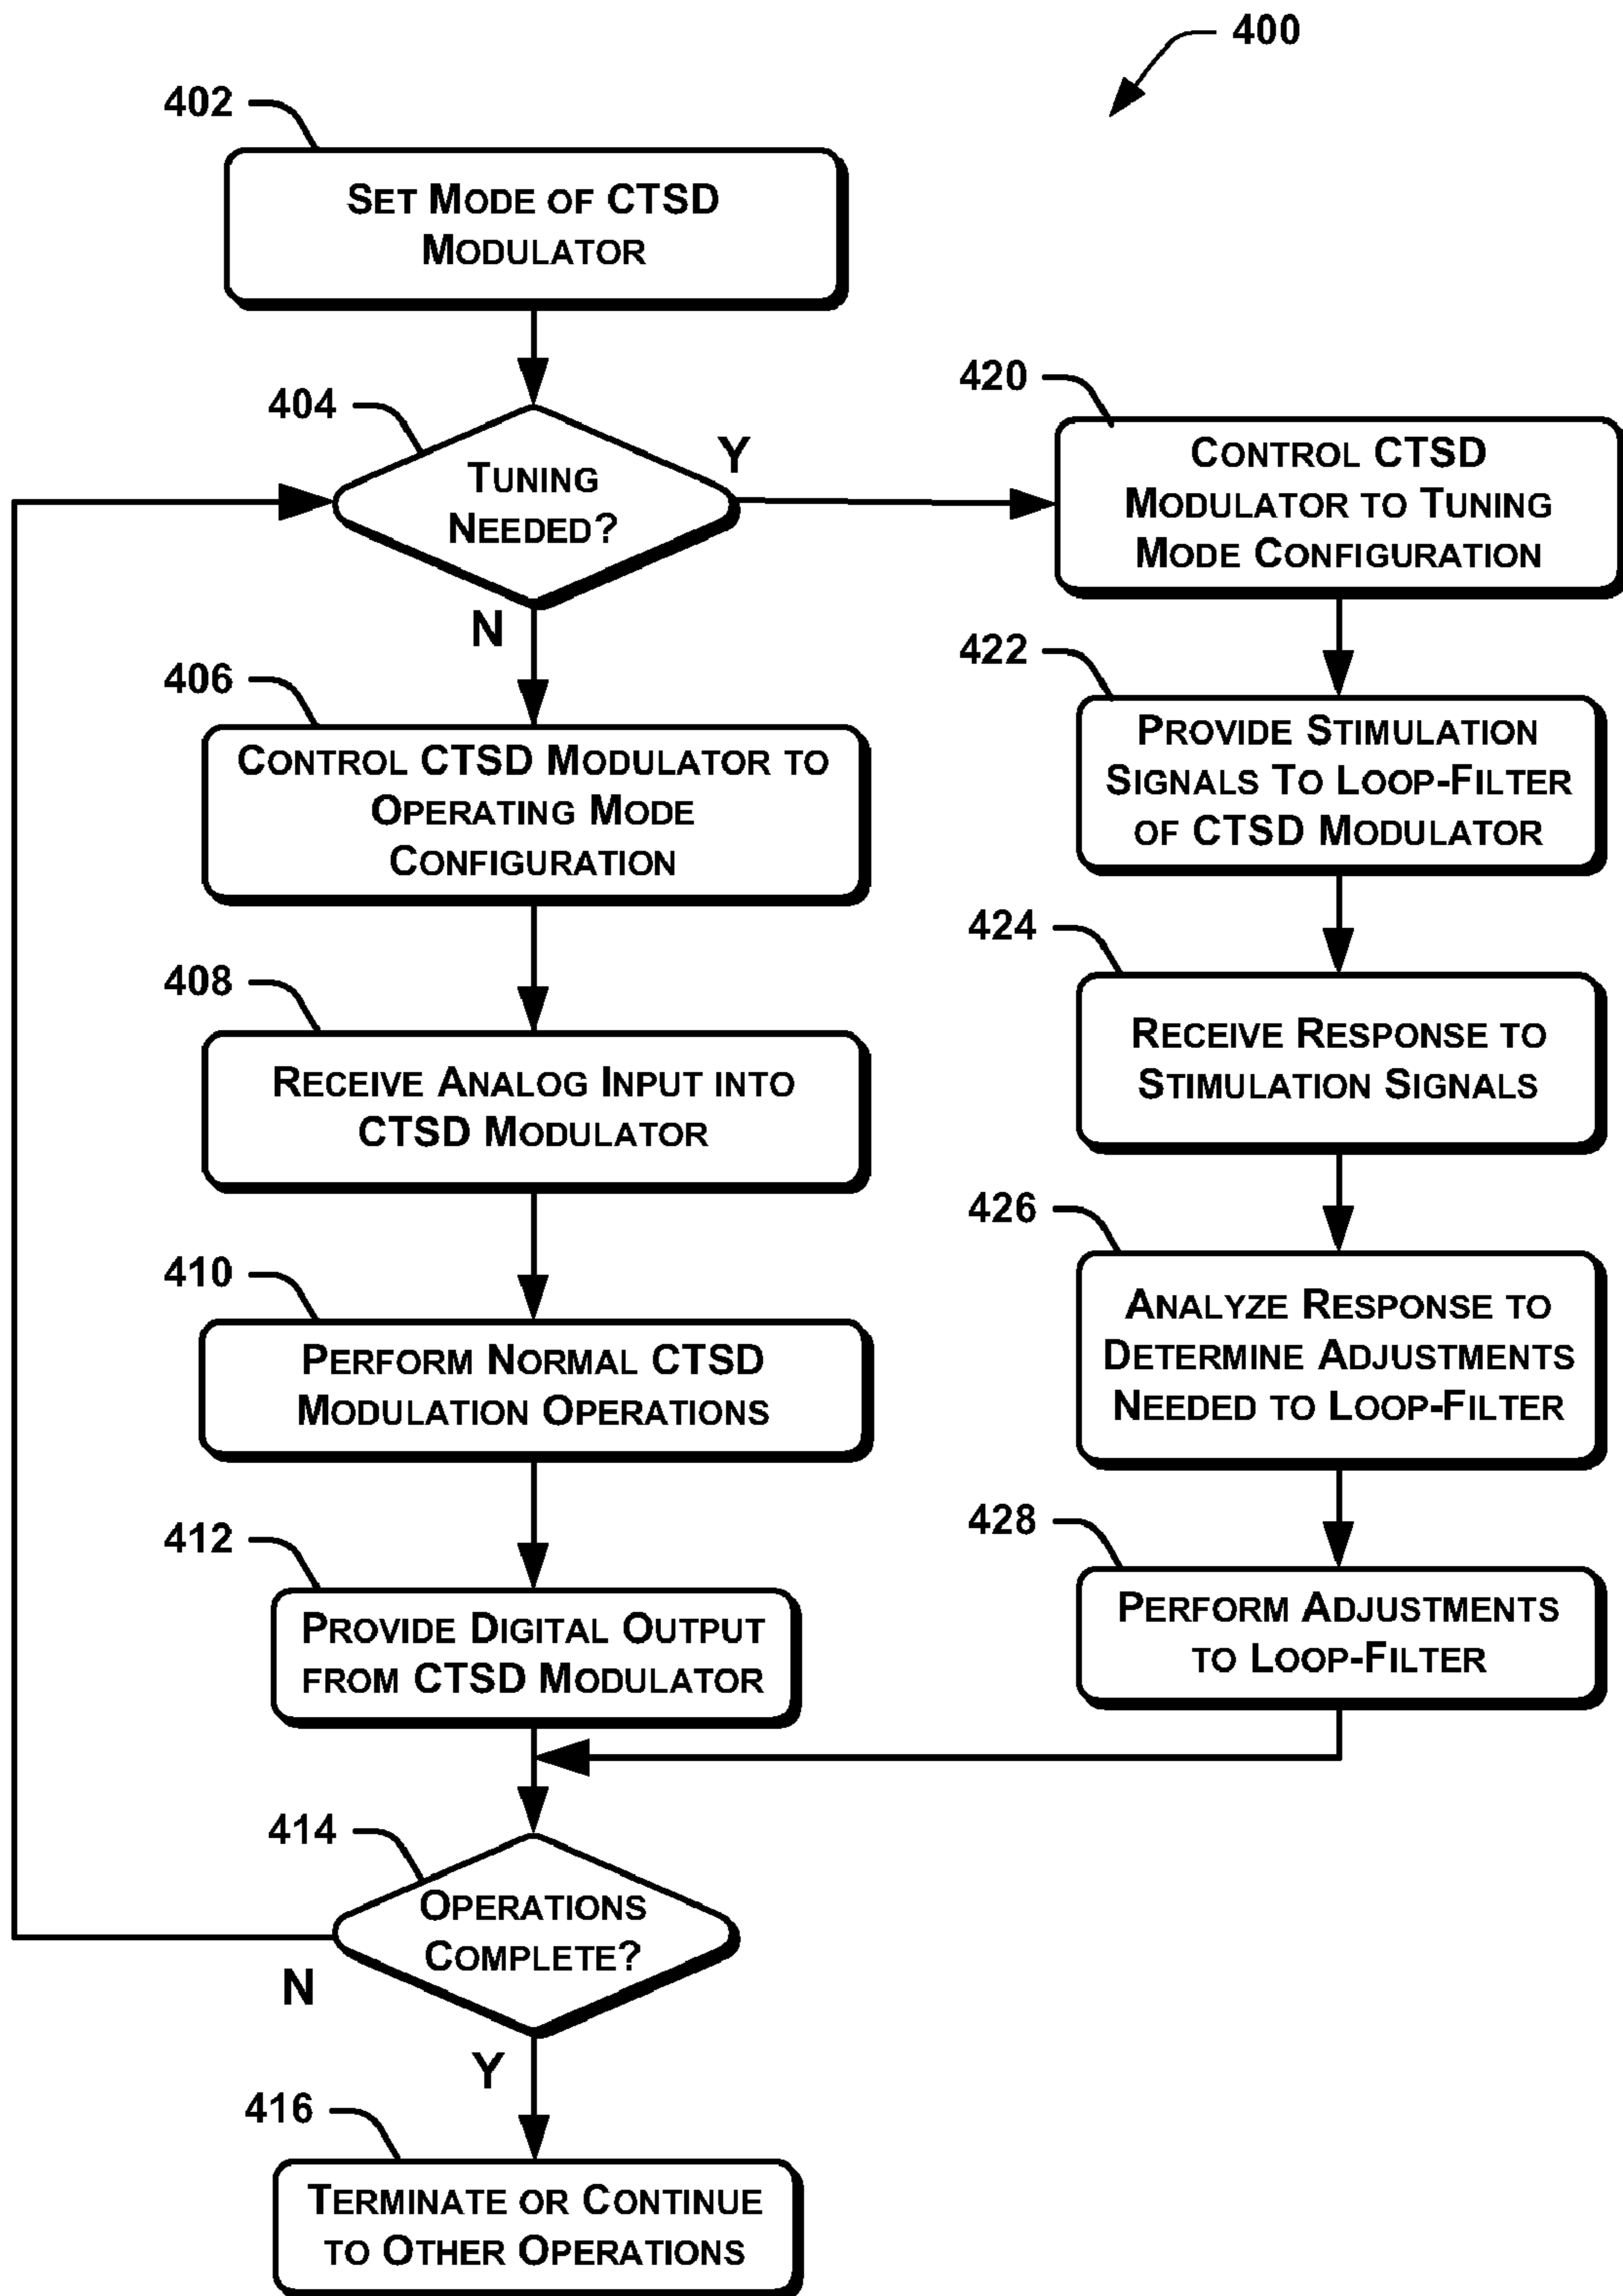 400
402
SET MODE OF CTSD
MODULATOR
404
TUNING
NEEDED?
Y
N
406
CONTROL CTSD MODULATOR TO
OPERATING MODE
CONFIGURATION
408
RECEIVE ANALOG INPUT INTO
CTSD MODULATOR
410
PERFORM NORMAL CTSD
MODULATION OPERATIONS
412
PROVIDE DIGITAL OUTPUT
FROM CTSD MODULATOR
414
OPERATIONS
COMPLETE?
N
Y
416
TERMINATE OR CONTINUE
TO OTHER OPERATIONS
420
CONTROL CTSD
MODULATOR TO TUNING
MODE CONFIGURATION
422
PROVIDE STIMULATION
SIGNALS TO LOOP-FILTER
OF CTSD MODULATOR
424
RECEIVE RESPONSE TO
STIMULATION SIGNALS
426
ANALYZE RESPONSE TO
DETERMINE ADJUSTMENTS
NEEDED TO LOOP-FILTER
428
PERFORM ADJUSTMENTS
TO LOOP-FILTER